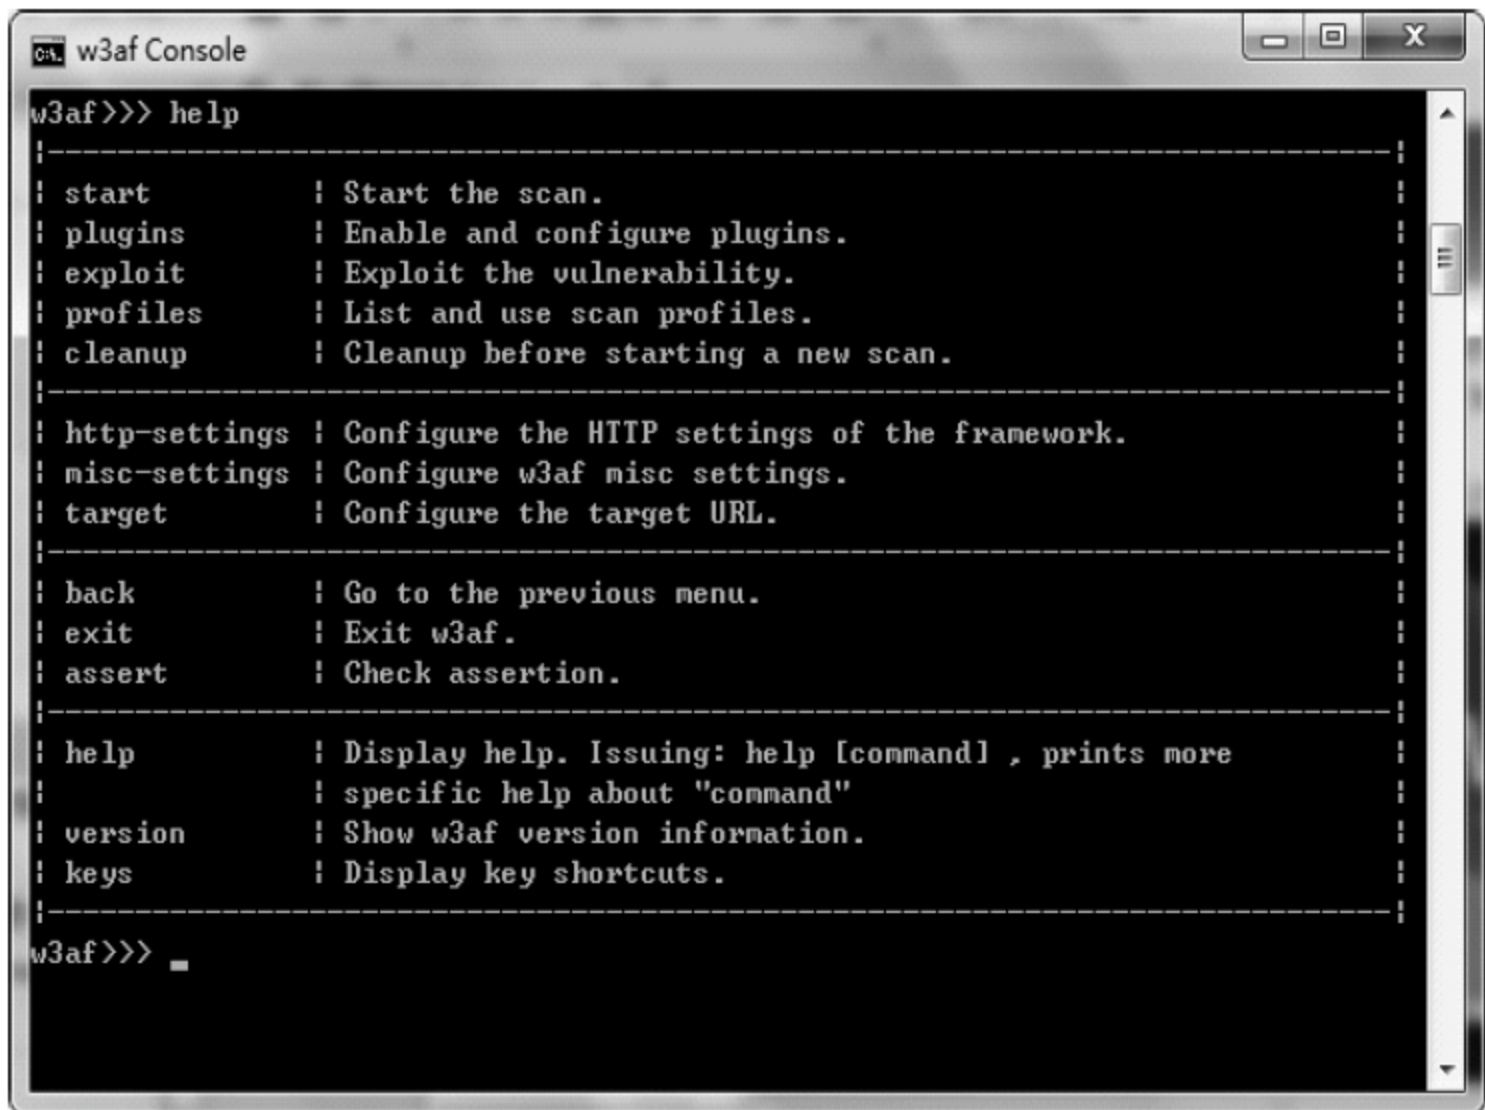 w3af Console
w3af>>> help
|------------------------------------------------------------------------------|
| start         | Start the scan.                                              |
| plugins       | Enable and configure plugins.                                |
| exploit       | Exploit the vulnerability.                                   |
| profiles      | List and use scan profiles.                                  |
| cleanup       | Cleanup before starting a new scan.                          |
|------------------------------------------------------------------------------|
| http-settings | Configure the HTTP settings of the framework.                |
| misc-settings | Configure w3af misc settings.                                |
| target        | Configure the target URL.                                    |
|------------------------------------------------------------------------------|
| back          | Go to the previous menu.                                     |
| exit          | Exit w3af.                                                   |
| assert        | Check assertion.                                             |
|------------------------------------------------------------------------------|
| help          | Display help. Issuing: help [command] , prints more          |
|               | specific help about "command"                                |
| version       | Show w3af version information.                               |
| keys          | Display key shortcuts.                                       |
|------------------------------------------------------------------------------|
w3af>>> _